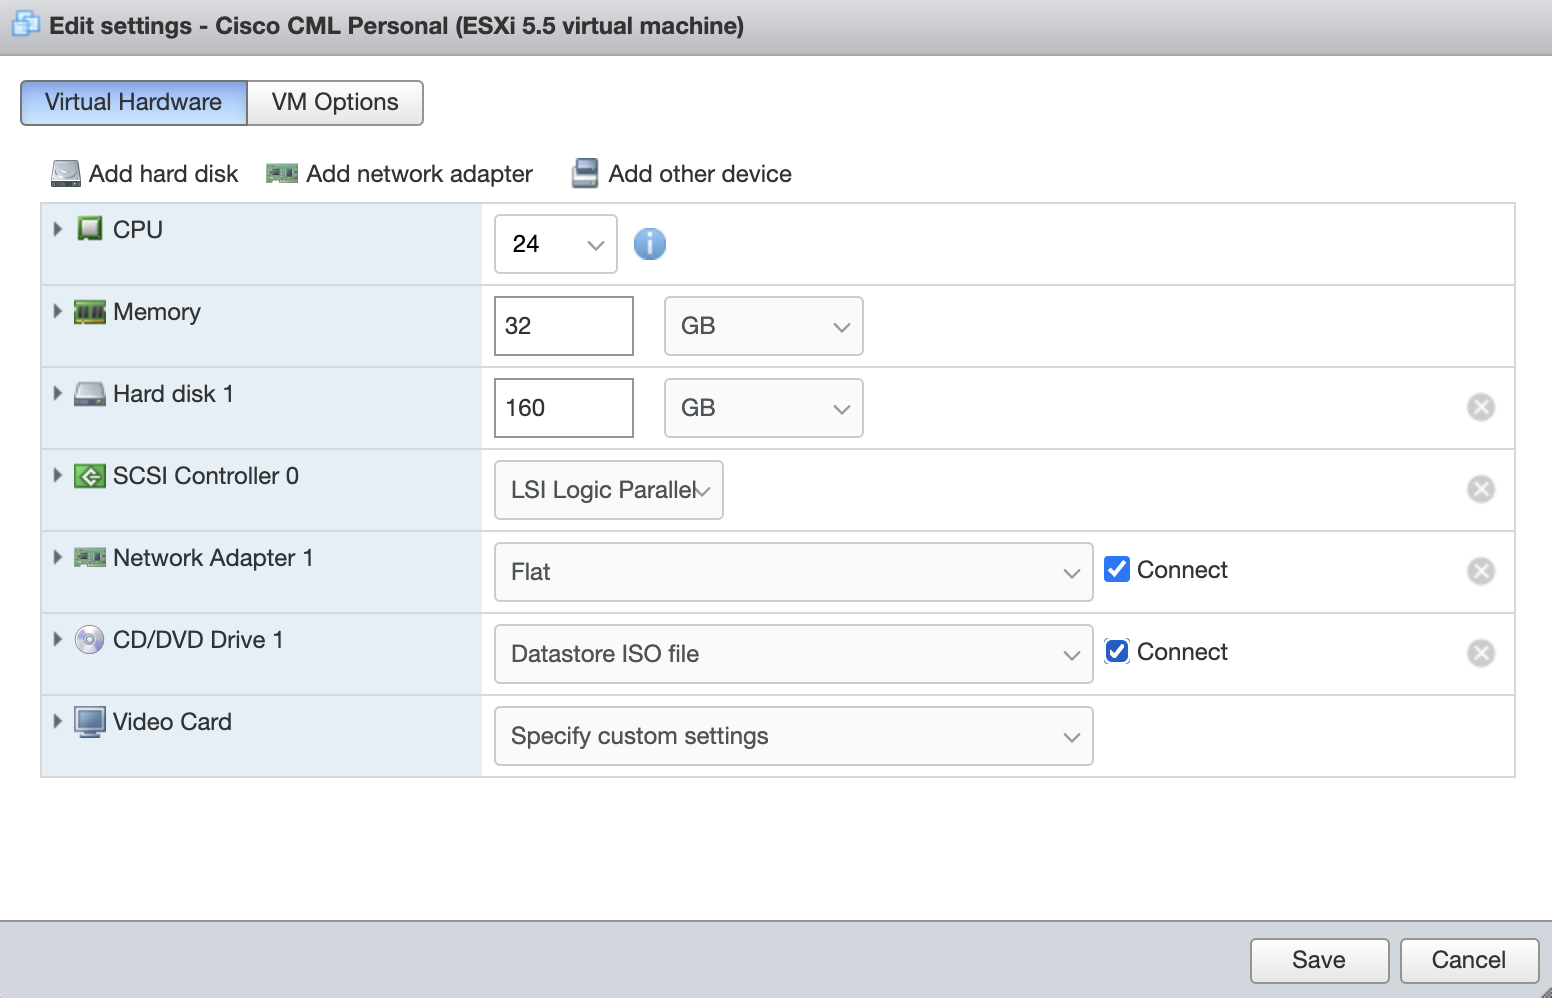 Edit settings - Cisco CML Personal (ESXi 5.5 virtual machine)
Virtual Hardware VM Options
Add hard disk Add network adapter Add other device
CPU 24
Memory 32 GB
Hard disk 1 160 GB
SCSI Controller 0 LSI Logic Parallel
Network Adapter 1 Flat Connect
CD/DVD Drive 1 Datastore ISO file Connect
Video Card Specify custom settings
Save Cancel